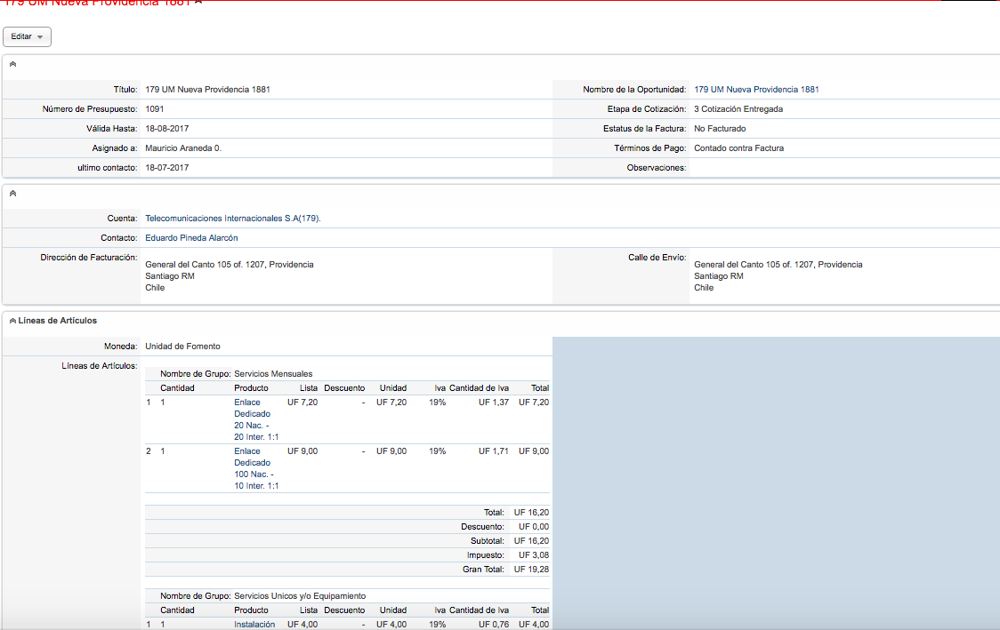 179 UM Nueva Providencia 1881
Editar
Título: 179 UM Nueva Providencia 1881 Nombre de la Oportunidad: 179 UM Nueva Providencia 1881
Número de Presupuesto: 1091 Etapa de Cotización: 3 Cotización Entregada
Válida Hasta: 18-08-2017 Estatus de la Factura: No Facturado
Asignado a: Mauricio Araneda 0. Términos de Pago: Contado contra Factura
ultimo contacto: 18-07-2017 Observaciones:
Cuenta: Telecomunicaciones Internacionales S.A(179).
Contacto: Eduardo Pineda Alarcón
Dirección de Facturación: Calle de Envío:
General del Canto 105 of. 1207, Providencia General del Canto 105 of. 1207, Providencia
Santiago RM Santiago RM
Chile Chile
Líneas de Artículos
Moneda: Unidad de Fomento
Líneas de Artículos:
Nombre de Grupo: Servicios Mensuales
Cantidad Producto Lista Descuento Unidad Iva Cantidad de Iva Total
1 1 Enlace UF 7,20 - UF 7,20 19% UF 1,37 UF 7,20
Dedicado
20 Nac. -
20 Inter. 1:1
2 1 Enlace UF 9,00 - UF 9,00 19% UF 1,71 UF 9,00
Dedicado
100 Nac. -
10 Inter. 1:1
Total: UF 16,20
Descuento: UF 0,00
Subtotal: UF 16,20
Impuesto: UF 3,08
Gran Total: UF 19,28
Nombre de Grupo: Servicios Unicos y/o Equipamiento
Cantidad Producto Lista Descuento Unidad Iva Cantidad de Iva Total
1 1 Instalación UF 4,00 - UF 4,00 19% UF 0,76 UF 4,00